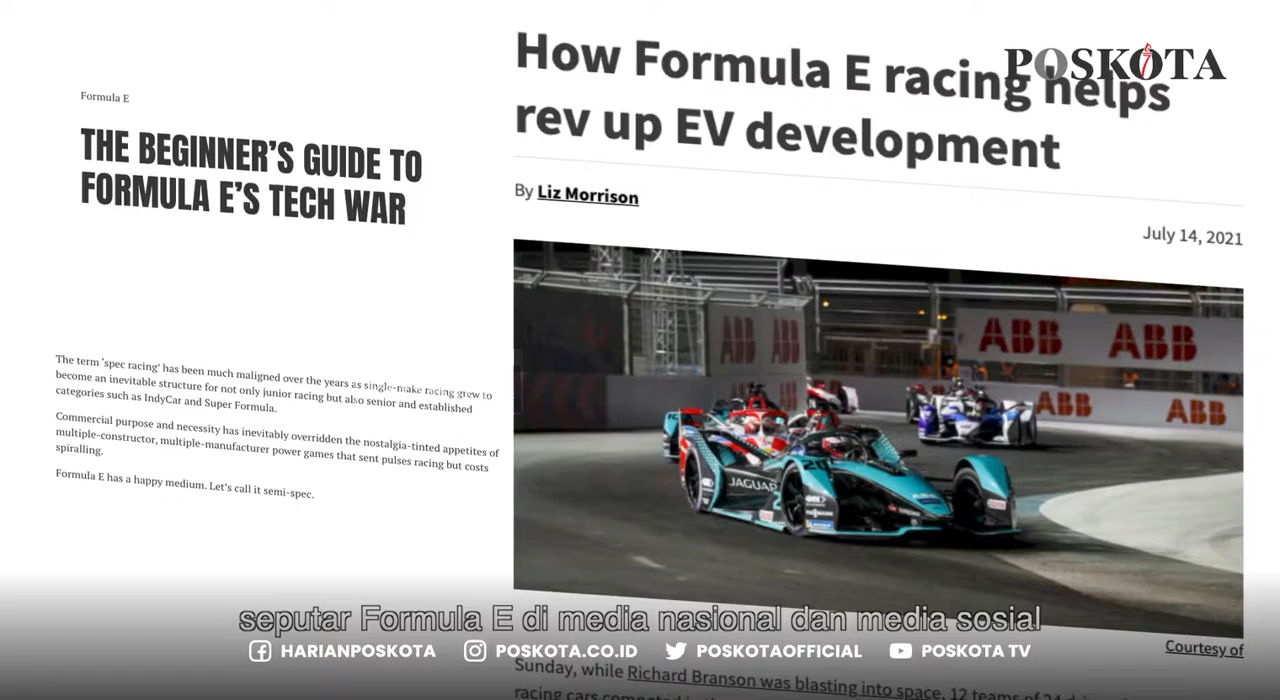 Formula E
THE BEGINNER'S GUIDE TO
FORMULA E'S TECH WAR
The term 'spec racing' has been much maligned over the years as single-make racing grew to
become an inevitable structure for not only junior racing but also senior and established
categories such as IndyCar and Super Formula.
Commercial purpose and necessity has inevitably overridden the nostalgia-tinted appetites of
multiple-constructor, multiple-manufacturer power games that sent pulses racing but costs
spiralling.
Formula E has a happy medium. Let's call it semi-spec.
How Formula E racing helps
rev up EV development
POSKOTA
By Liz Morrison
July 14, 2021
ABB ABB
ABB ABB
ABB ABB
JAGUAR
Courtesy of
Sunday, while Richard Branson was blasting into space, 12 teams of 24
racing cars competed in the
seputar Formula E di media nasional dan media sosial
HARIANPOSKOTA POSKOTA.CO.ID POSKOTAOFFICIAL POSKOTA TV